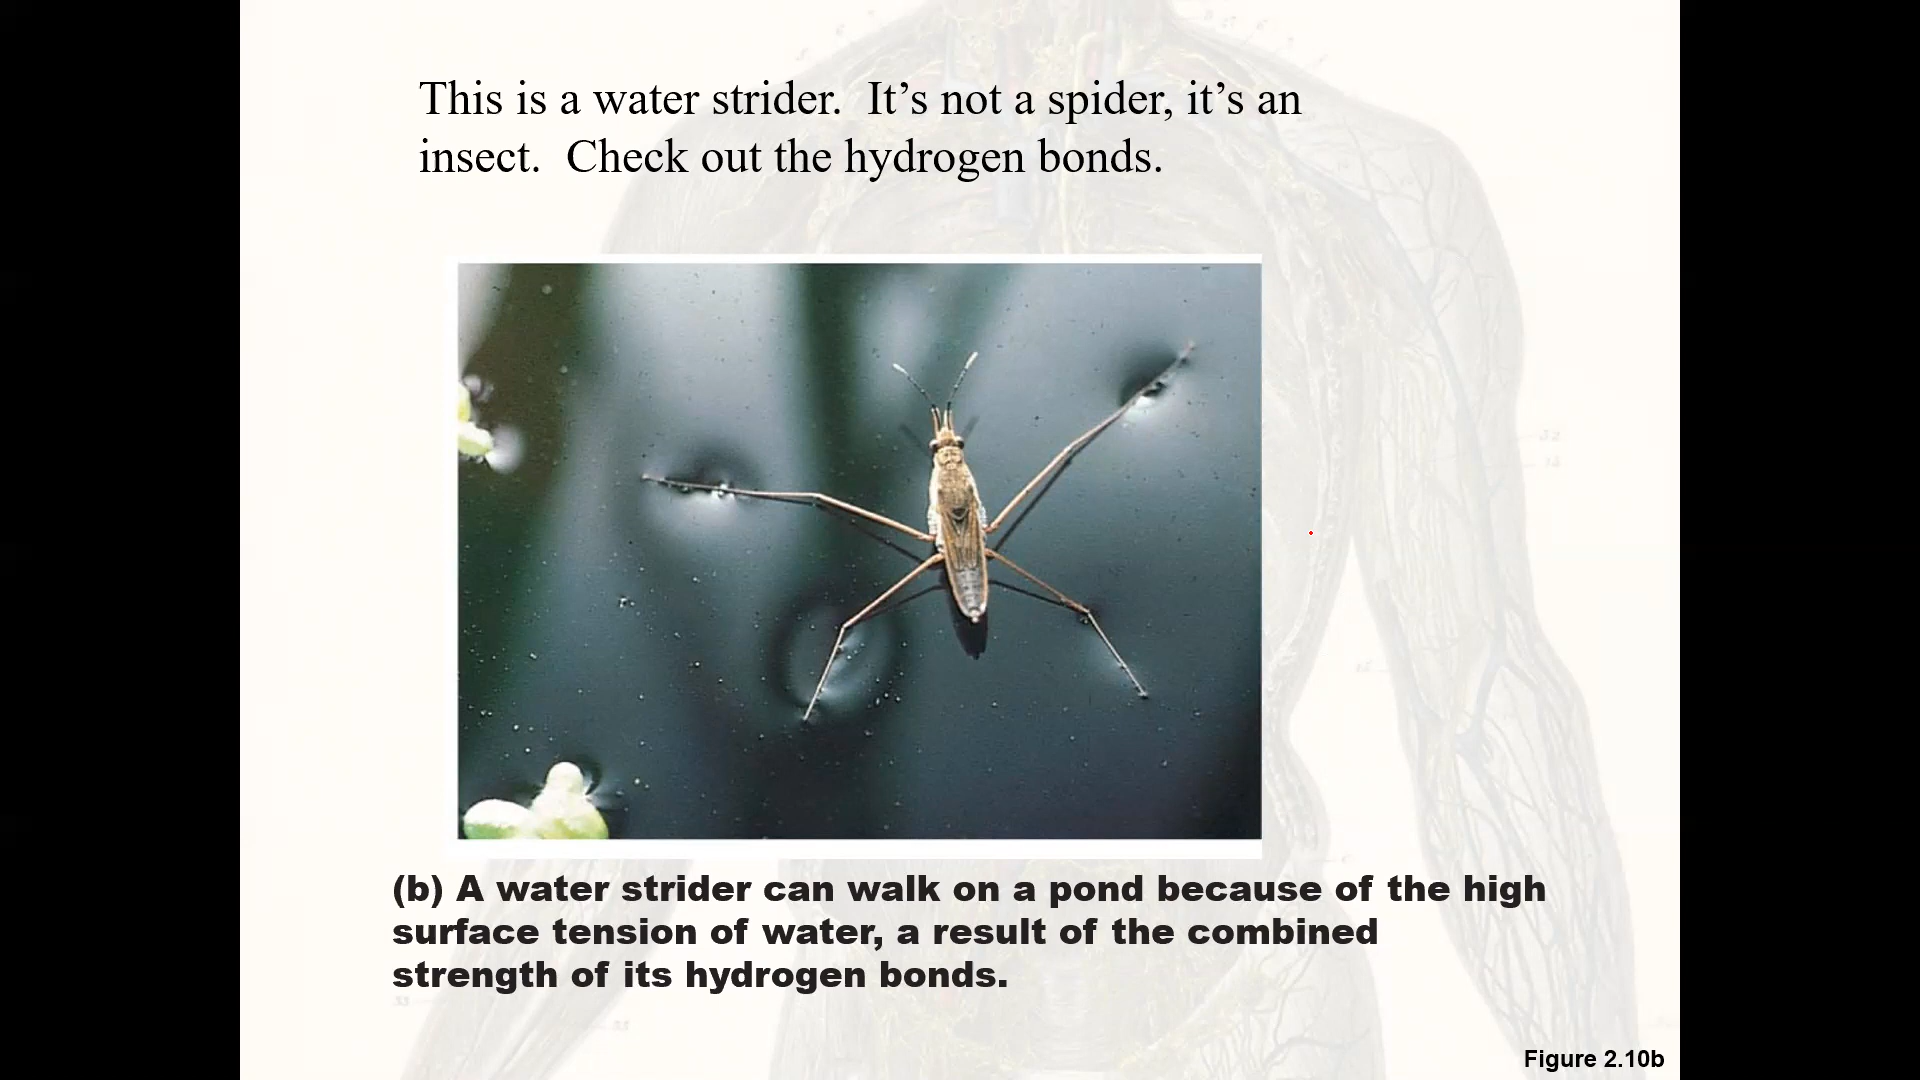 This is a water strider.  It’s not a spider, it’s an
insect.  Check out the hydrogen bonds.
(b) A water strider can walk on a pond because of the high
surface tension of water, a result of the combined
strength of its hydrogen bonds.
Figure 2.10b